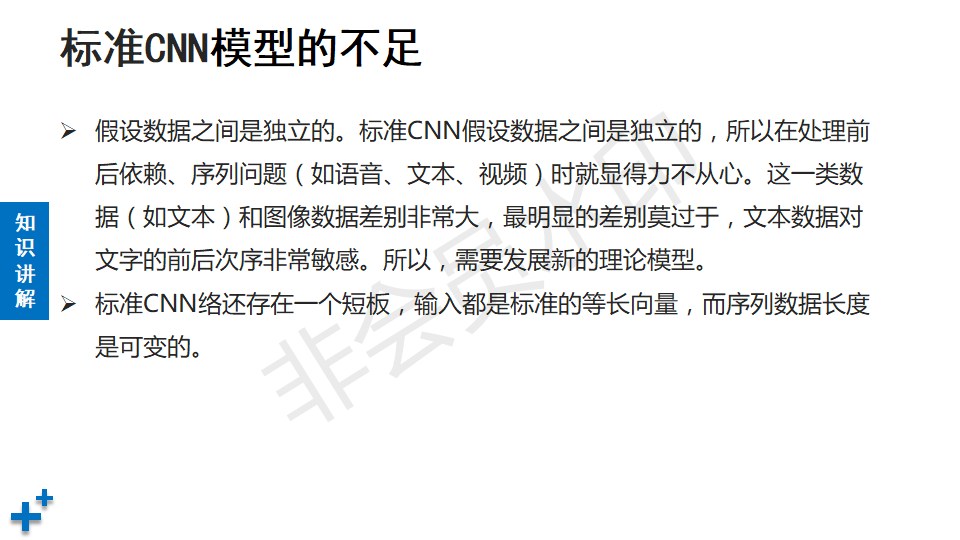 标准CNN模型的不足
假设数据之间是独立的。标准CNN假设数据之间是独立的，所以在处理前
后依赖、序列问题（如语音、文本、视频）时就显得力不从心。这一类数
据（如文本）和图像数据差别非常大，最明显的差别莫过于，文本数据对
文字的前后次序非常敏感。所以，需要发展新的理论模型。
标准CNN络还存在一个短板，输入都是标准的等长向量，而序列数据长度
是可变的。
知
识
讲
解
非会员水印